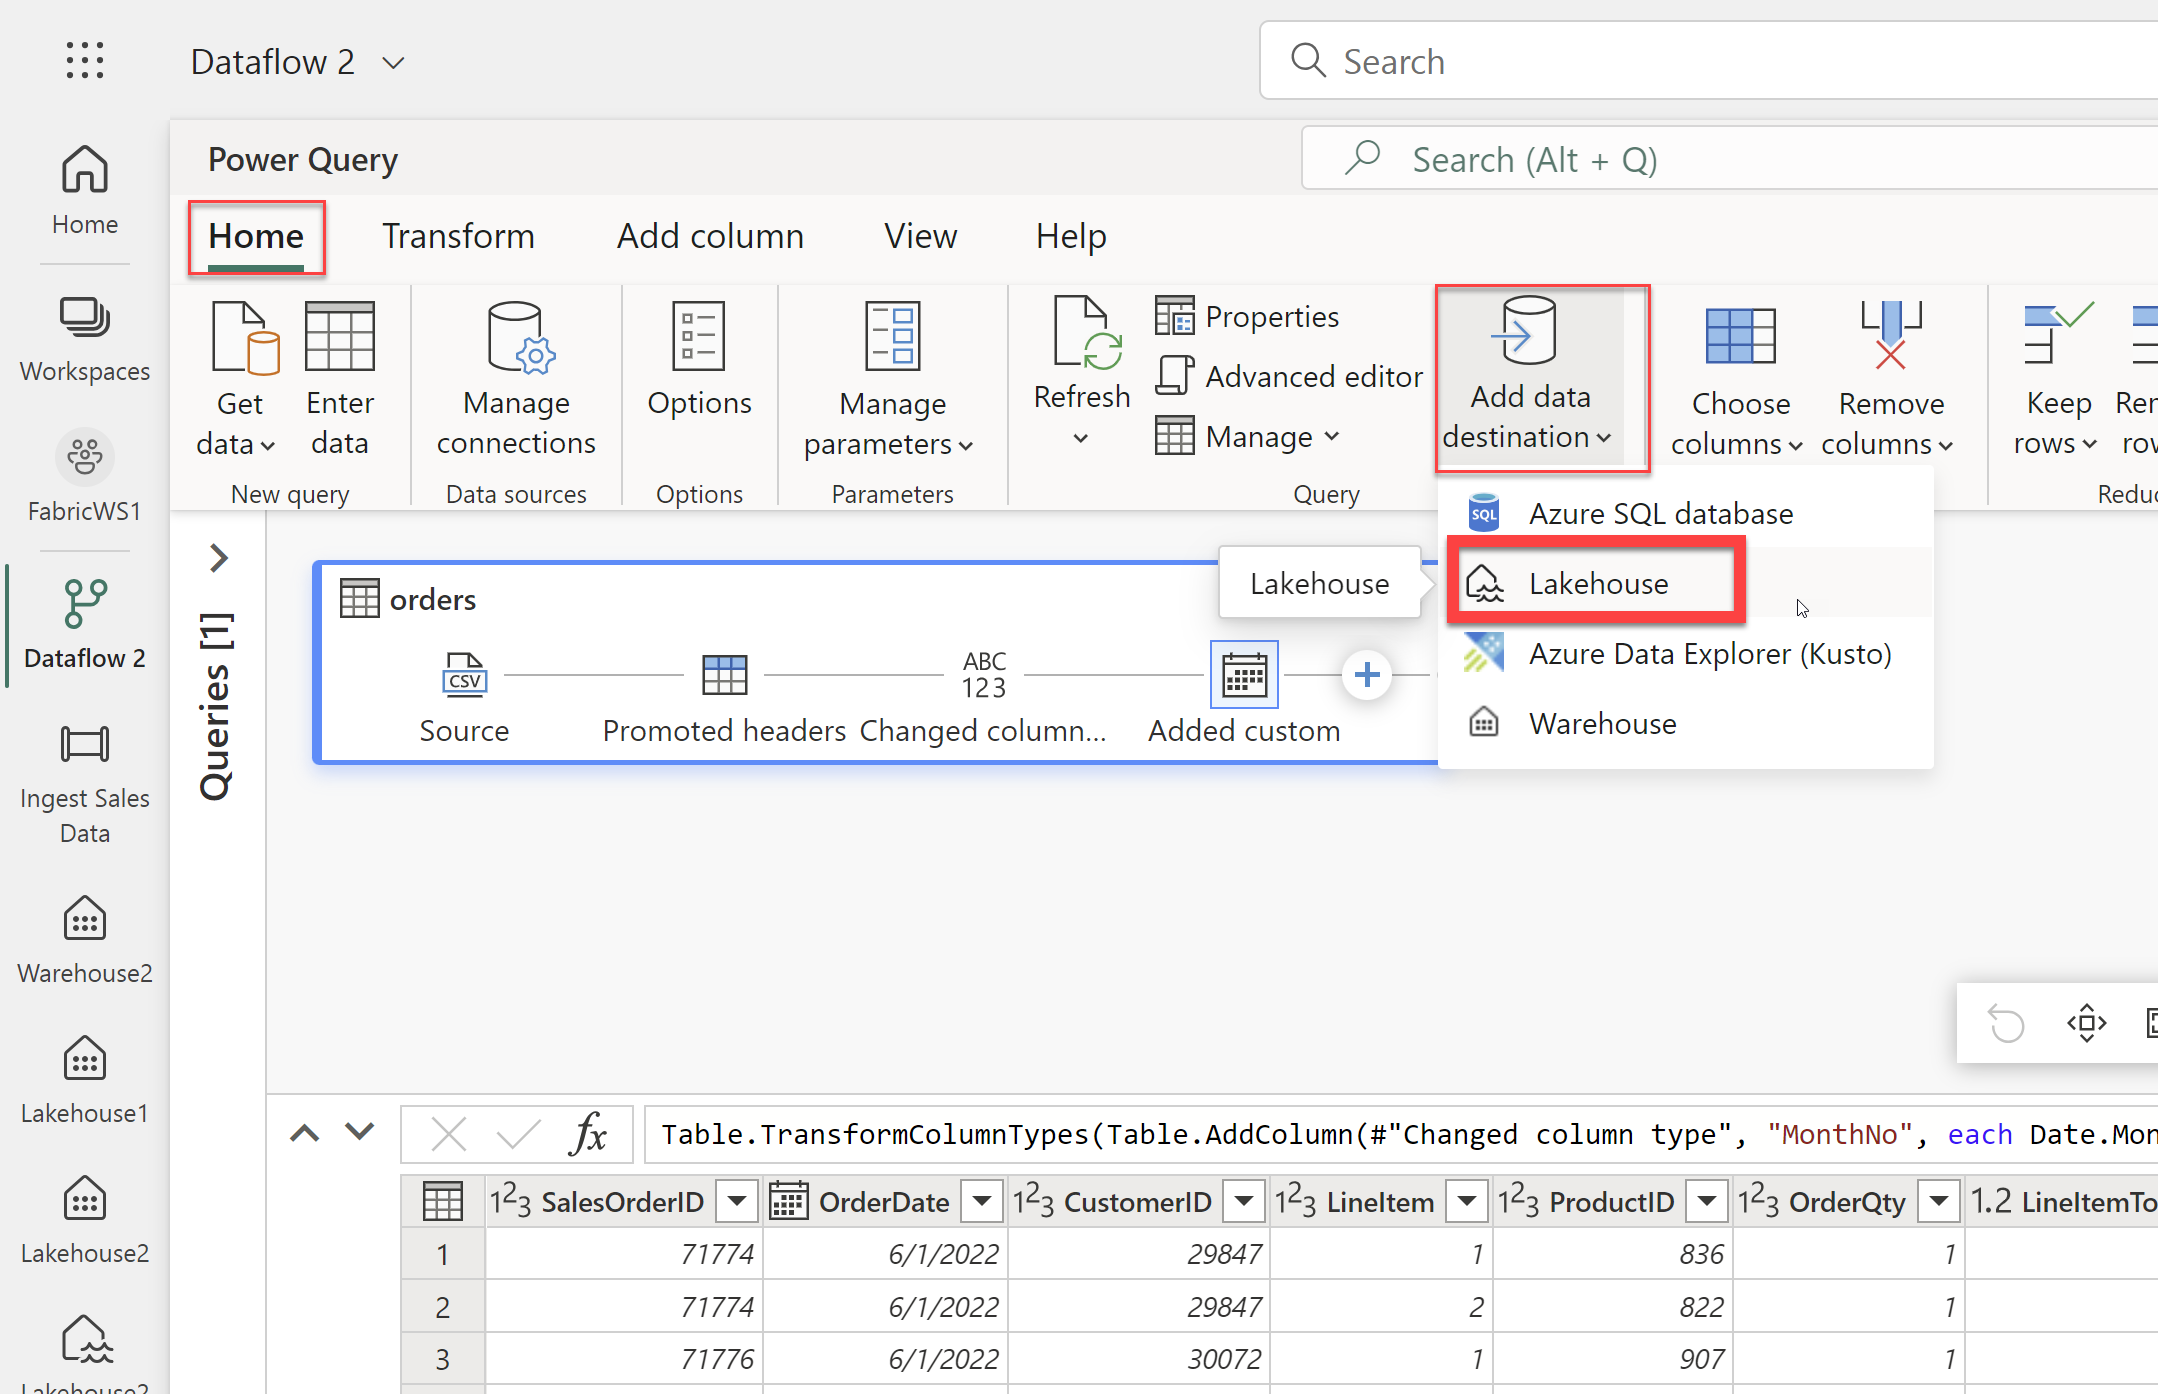 Dataflow 2
Search
Power Query
Search (Alt + Q)
Home
Transform
Add column
View
Help
Home
Workspaces
FabricWS1
Dataflow 2
Ingest Sales
Data
Warehouse2
Lakehouse1
Lakehouse2
Get
data
Enter
data
New query
Manage
connections
Data sources
Options
Options
Manage
parameters
Parameters
Refresh
Properties
Advanced editor
Manage
Query
Add data
destination
Choose
columns
Remove
columns
Keep
rows
SQL
Azure SQL database
Lakehouse
Lakehouse
Azure Data Explorer (Kusto)
Warehouse
Queries [1]
orders
CSV
ABC
123
Source
Promoted headers
Changed column...
Added custom
fx
Table.TransformColumnTypes(Table.AddColumn(#"Changed column type", "MonthNo", each Date.Mon
123 SalesOrderID
OrderDate
123 CustomerID
123 LineItem
123 ProductID
123 OrderQty
1.2 LineItemTo
1 71774 6/1/2022 29847 1 836 1
2 71774 6/1/2022 29847 2 822 1
3 71776 6/1/2022 30072 1 907 1